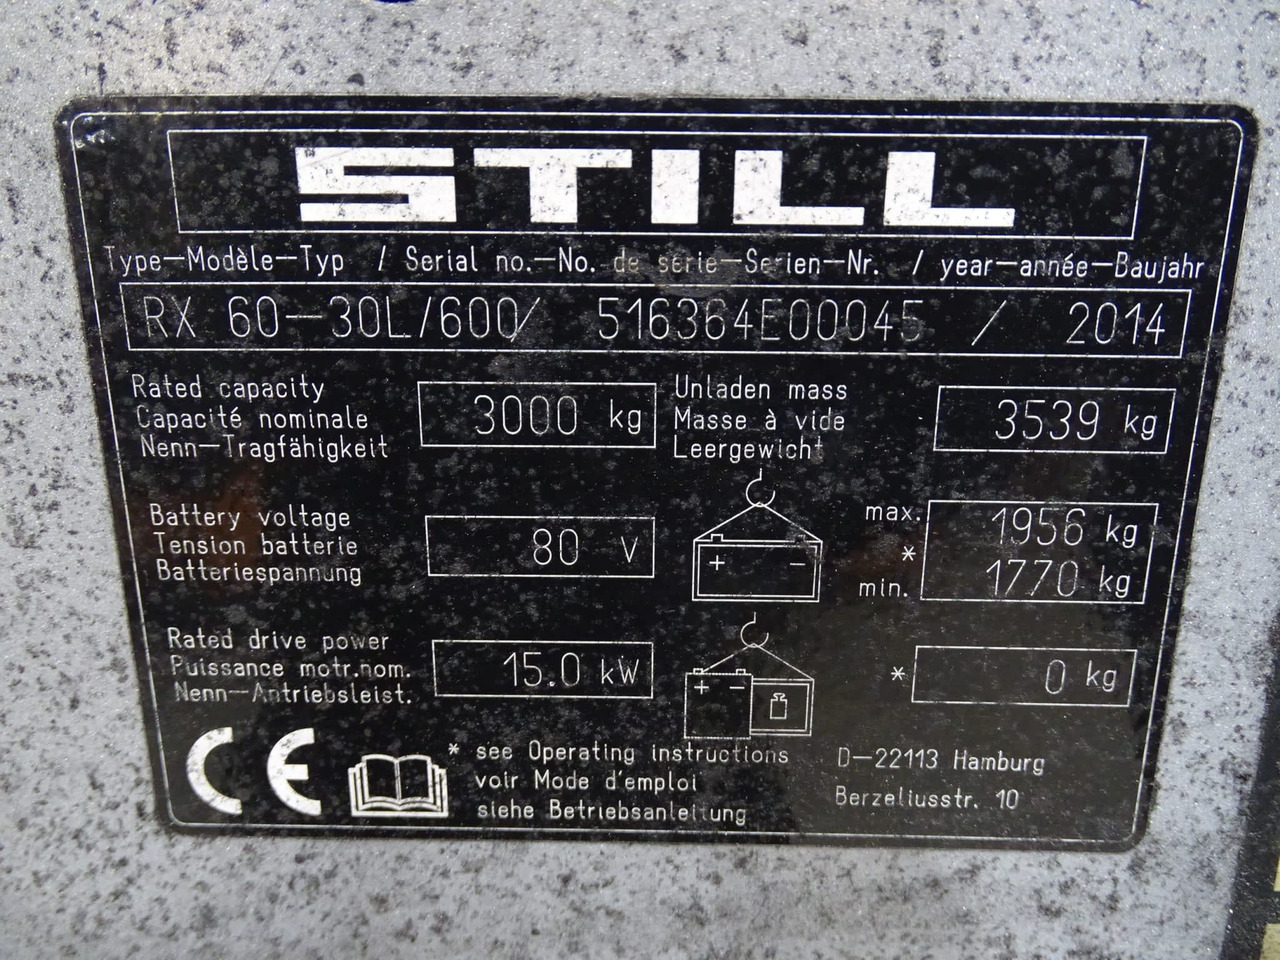 STILL
Type-Modèle-Typ / Serial no.-No. de série-Serien-Nr. / year-année-Baujahr
RX 60-30L/600/ 516364E00045 / 2014
Rated capacity
Capacité nominale
Nenn-Tragfähigkeit
3000 kg
Unladen mass
Masse à vide
Leergewicht
3539 kg
Battery voltage
Tension batterie
Batteriespannung
80 V
max.
*
min.
1956 kg
1770 kg
Rated drive power
Puissance motr.nom.
Nenn-Antriebsleist.
15.0 kW
* 0 kg
CE
* see Operating instructions
voir Mode d'emploi
siehe Betriebsanleitung
D-22113 Hamburg
Berzeliusstr. 10